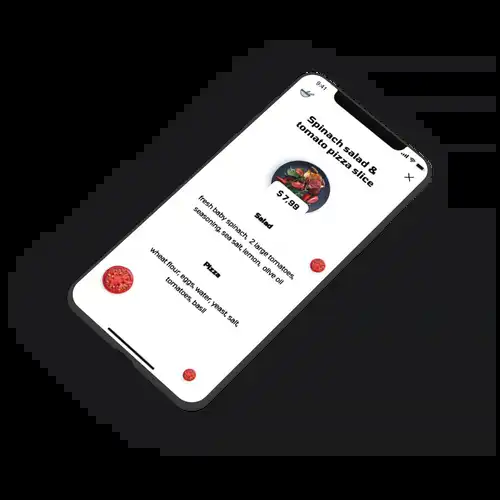 9:41
Spinach salad &
tomato pizza slice
$7,99
Salad
fresh baby spinach, 2 large tomatoes,
seasoning, sea salt, lemon, olive oil
Pizza
wheat flour, eggs, water, yeast, salt,
tomatoes, basil